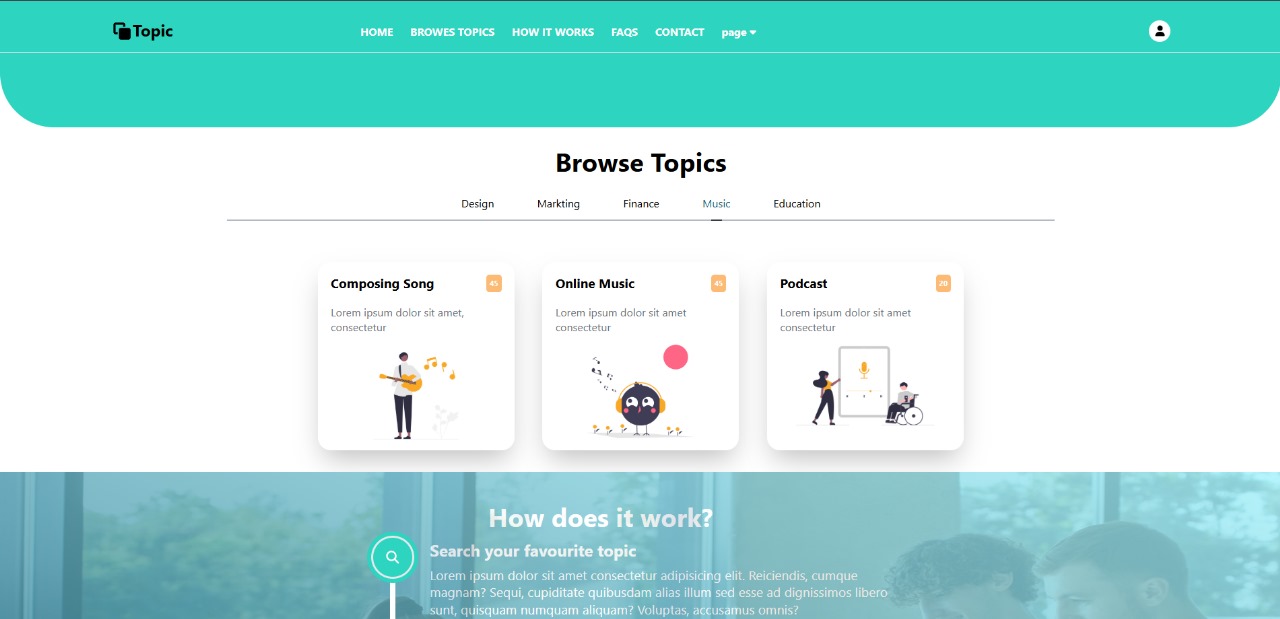 Topic
HOME BROWES TOPICS HOW IT WORKS FAQS CONTACT page
Browse Topics
Design Markting Finance Music Education
Composing Song 45
Lorem ipsum dolor sit amet,
consectetur
Online Music 45
Lorem ipsum dolor sit amet
consectetur
Podcast 20
Lorem ipsum dolor sit amet
consectetur
How does it work?
Search your favourite topic
Lorem ipsum dolor sit amet consectetur adipisicing elit. Reiciendis, cumque
magnam? Sequi, cupiditate quibusdam alias illum sed ad dignissimos libero
sunt, quisquam numquam aliquam? Voluptas, accusamus omnis?